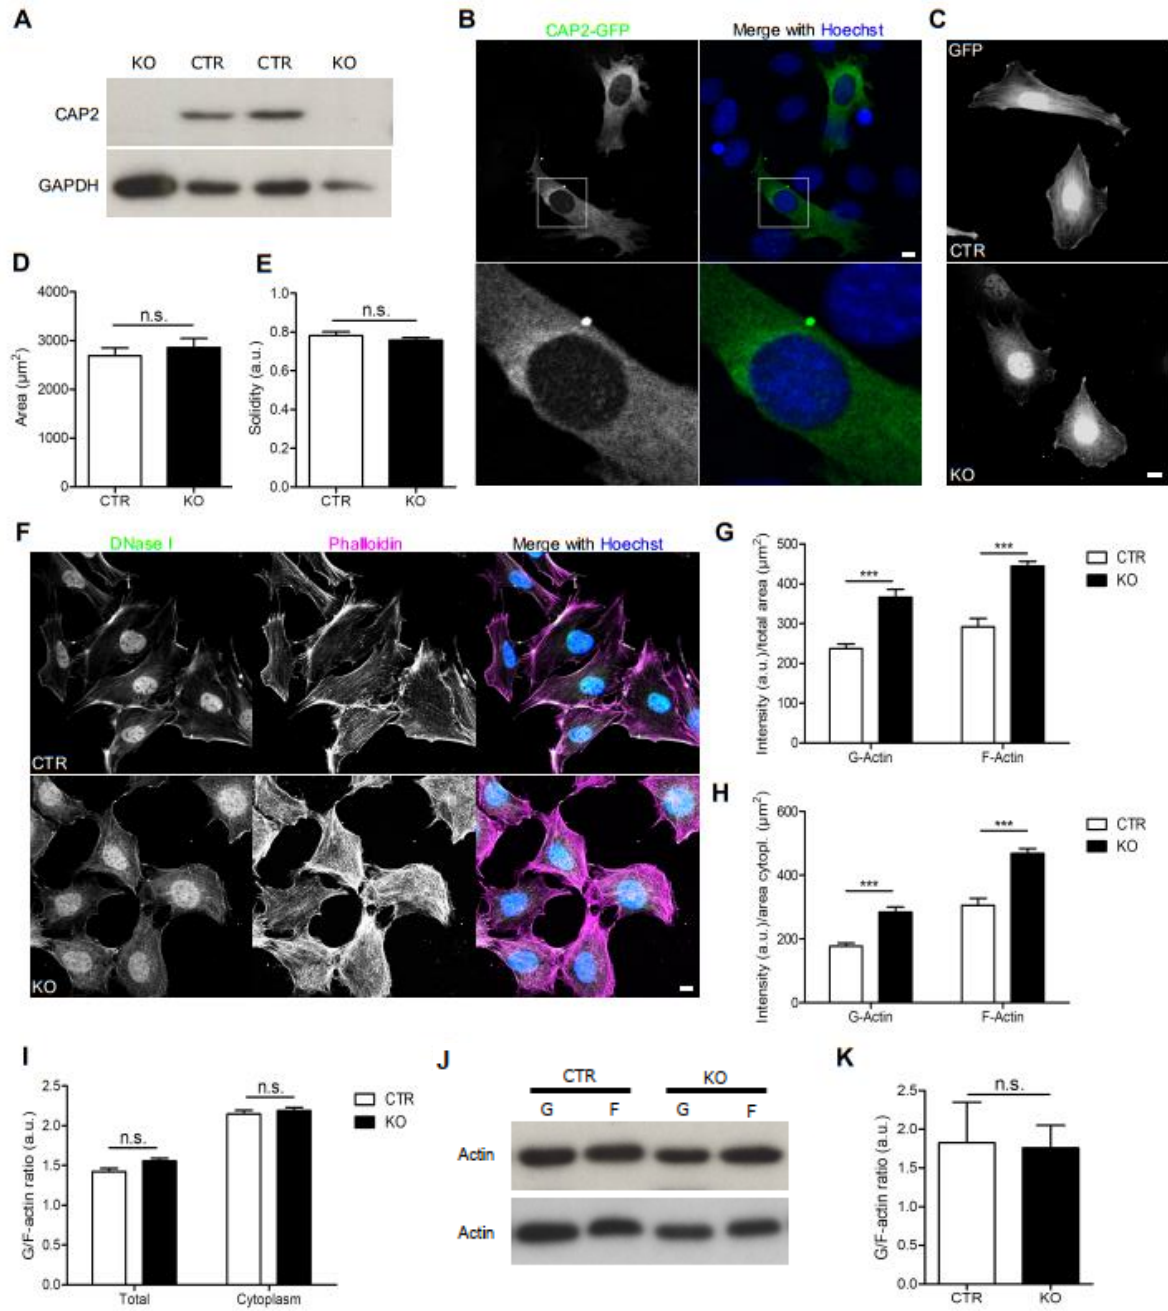 A
KO CTR CTR KO
CAP2
GAPDH
B
CAP2-GFP Merge with Hoechst
C
GFP
CTR
KO
D
Area (µm²)
4000
3000
2000
1000
0
n.s.
CTR KO
E
Solidity (a.u.)
1.0
0.8
0.6
0.4
0.2
0.0
n.s.
CTR KO
F
DNase I Phalloidin Merge with Hoechst
CTR
KO
G
Intensity (a.u.)/total area (µm²)
500
400
300
200
100
0
*** ***
G-Actin F-Actin
CTR
KO
H
Intensity (a.u.)/area cytopl. (µm²)
600
400
200
0
*** ***
G-Actin F-Actin
CTR
KO
I
G/F-actin ratio (a.u.)
2.5
2.0
1.5
1.0
0.5
0.0
n.s. n.s.
Total Cytoplasm
CTR
KO
J
CTR KO
G F G F
Actin
Actin
K
G/F-actin ratio (a.u.)
2.5
2.0
1.5
1.0
0.5
0.0
n.s.
CTR KO